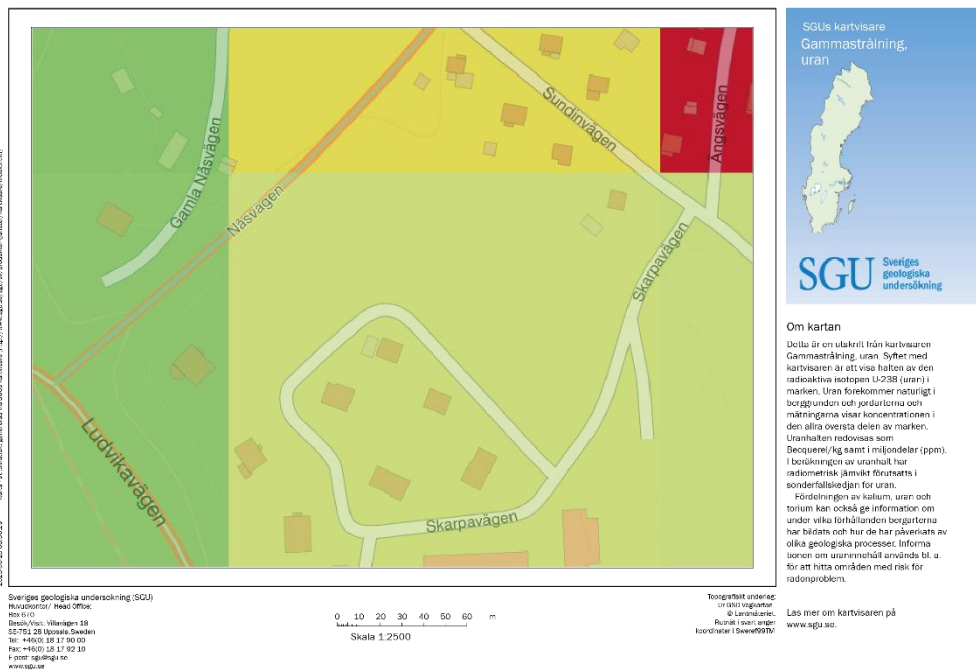 SGUs kartvisare
Gammastrålning,
uran
SGU
Sveriges
geologiska
undersökning
Gamla Näsvägen
Näsvägen
Sundinvägen
Ängsvägen
Skarpavägen
Ludvikavägen
Skarpavägen
Om kartan
Detta är en utskrift från kartvisaren
Gammastrålning, uran. Syftet med
kartvisaren är att visa halten av den
radioaktiva isotopen U-238 (uran) i
marken. Uran förekommer naturligt i
berggrunden och jordarterna och
mätningarna visar koncentrationen i
den allra översta delen av marken.
Uranhalten redovisas som
Becquerel/kg samt i miljondelar (ppm).
I beräkningen av uranhalt har
radiometrisk jämvikt förutsatts i
sönderfallskedjan för uran.
Fördelningen av kalium, uran och
torium kan också ge information om
under vilka förhållanden bergarterna
har bildats och hur de har påverkats av
olika geologiska processer. Informa-
tionen om uraninnehåll används bl. a.
för att hitta områden med risk för
radonproblem.
Läs mer om kartvisaren på
www.sgu.se.
Sveriges geologiska undersökning (SGU)
Huvudkontor/ Head Office:
Box 670
Besök/Visit: Villavägen 18
SE-751 28 Uppsala, Sweden
Tel: +46(0) 18 17 90 00
Fax: +46(0) 18 17 92 10
E-post: sgu@sgu.se
www.sgu.se
0 10 20 30 40 50 60 m
Skala 1:2500
Topografiskt underlag:
Ur GSD Vägkartan
© Lantmäteriet.
Rutnät i svart anger
koordinater i Sweref99TM